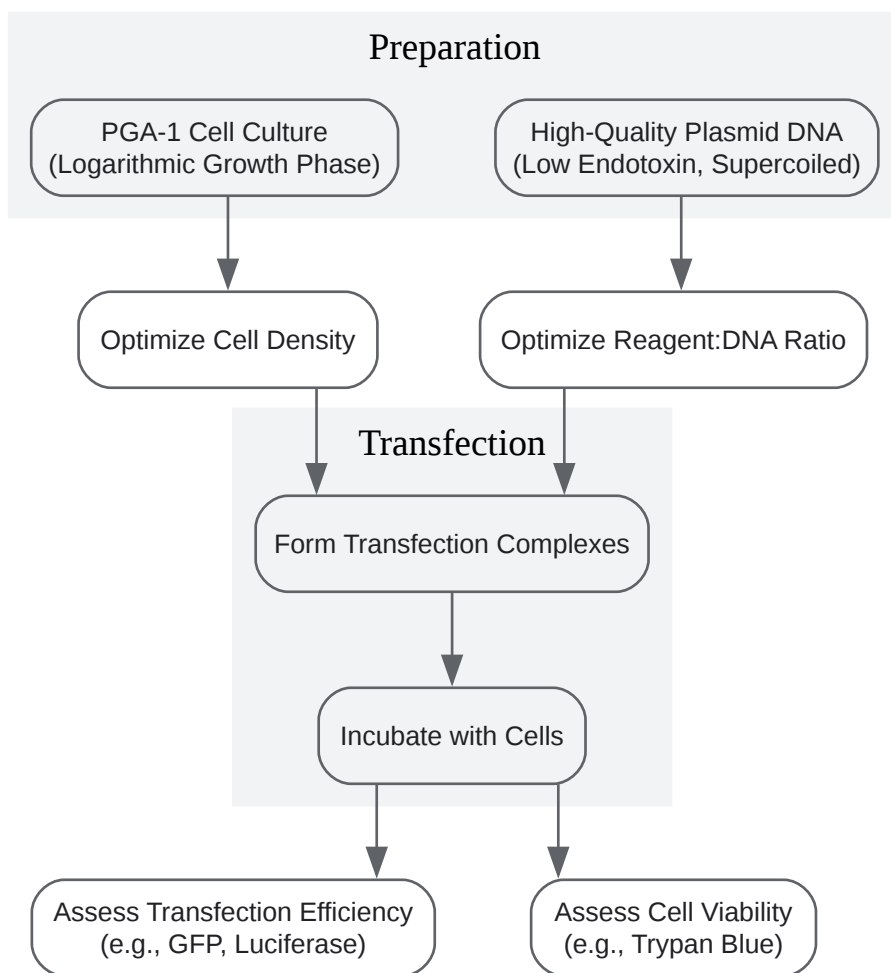 Preparation
PGA-1 Cell Culture
(Logarithmic Growth Phase)
High-Quality Plasmid DNA
(Low Endotoxin, Supercoiled)
Optimize Cell Density
Optimize Reagent:DNA Ratio
Transfection
Form Transfection Complexes
Incubate with Cells
Assess Transfection Efficiency
(e.g., GFP, Luciferase)
Assess Cell Viability
(e.g., Trypan Blue)